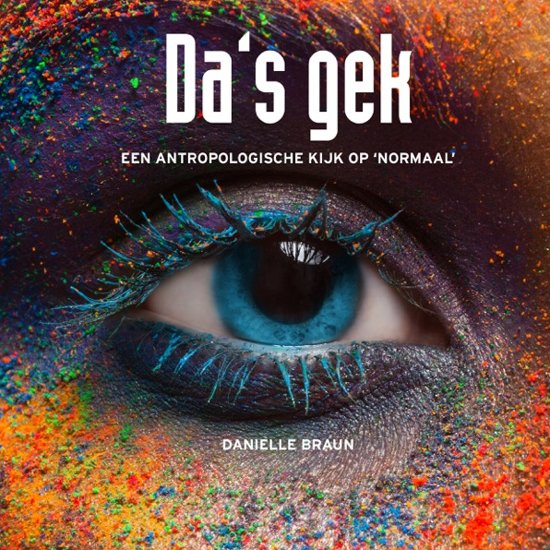 Da's gek
EEN ANTROPOLOGISCHE KIJK OP 'NORMAAL'
DANIELLE BRAUN